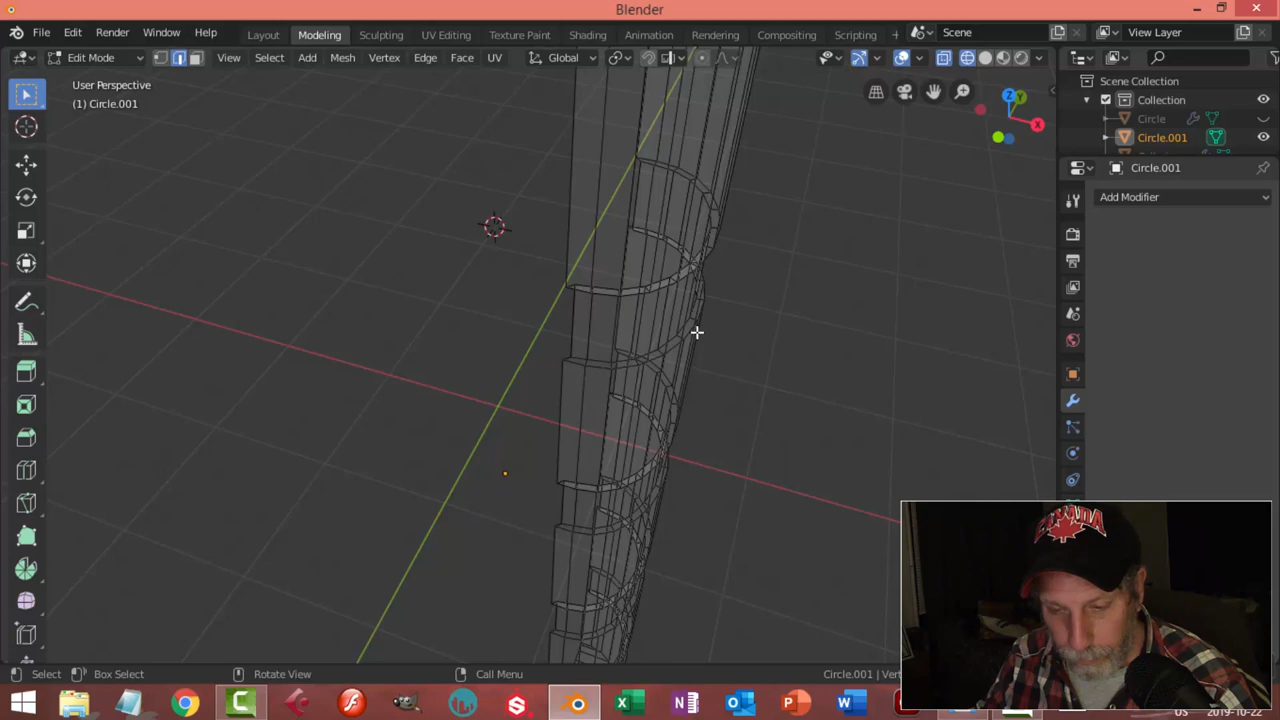 Blender
File Edit Render Window Help Layout Modeling Sculpting UV Editing Texture Paint Shading Animation Rendering Compositing Scripting + Scene View Layer
Edit Mode View Select Add Mesh Vertex Edge Face UV Global
User Perspective
(1) Circle.001
Scene Collection
Collection
Circle
Circle.001
Circle.001
Add Modifier
Z
Y
X
CANADA
Select Box Select Rotate View Call Menu Circle.001 | Vert
US 2019-10-22